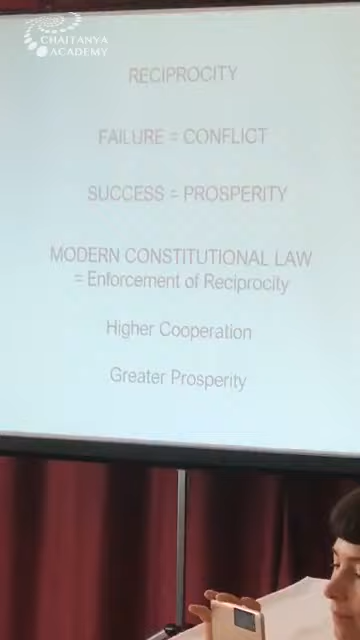 CHAITANYA
ACADEMY
RECIPROCITY
FAILURE = CONFLICT
SUCCESS = PROSPERITY
MODERN CONSTITUTIONAL LAW
= Enforcement of Reciprocity
Higher Cooperation
Greater Prosperity